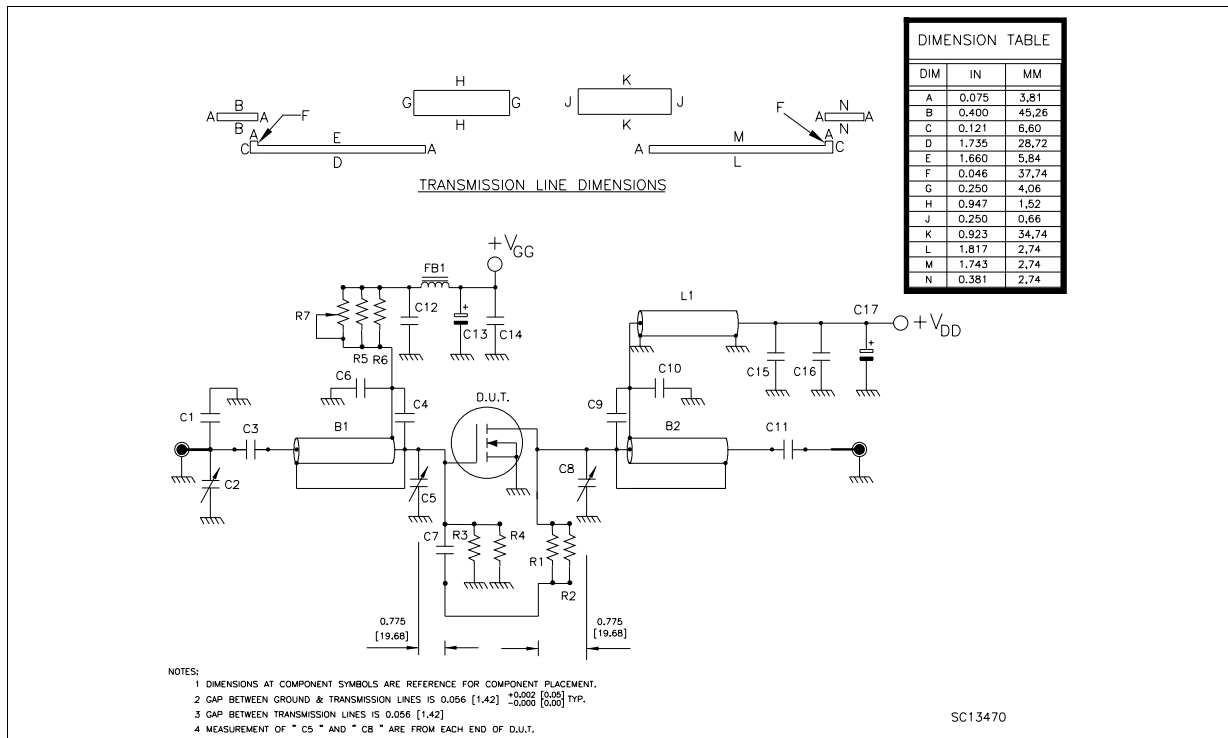 DIMENSION TABLE
DIM IN MM
A 0.075 3,81
B 0.400 45,26
C 0.121 6,60
D 1.735 28,72
E 1.660 5,84
F 0.046 37,74
G 0.250 4,06
H 0.947 1,52
J 0.250 0,66
K 0.923 34,74
L 1.817 2,74
M 1.743 2,74
N 0.381 2,74
H
K
B
A A
B
F
G G
H
J J
K
F
N
A A
N
A
C
E
D
A
A
M
L
A
C
TRANSMISSION LINE DIMENSIONS
+VGG
FB1
R7
R5
R6
C12
+
C13
C14
L1
C17
+
+VDD
C15
C16
C6
C4
C10
C9
D.U.T.
C1
C3
B1
B2
C11
C2
C5
C8
C7
R3
R4
R1
R2
0.775
[19.68]
0.775
[19.68]
NOTES:
1 DIMENSIONS AT COMPONENT SYMBOLS ARE REFERENCE FOR COMPONENT PLACEMENT.
2 GAP BETWEEN GROUND & TRANSMISSION LINES IS 0.056 [1.42] +0.002 [0.05] -0.000 [0.00] TYP.
3 GAP BETWEEN TRANSMISSION LINES IS 0.056 [1.42]
4 MEASUREMENT OF " C5 " AND " C8 " ARE FROM EACH END OF D.U.T.
SC13470